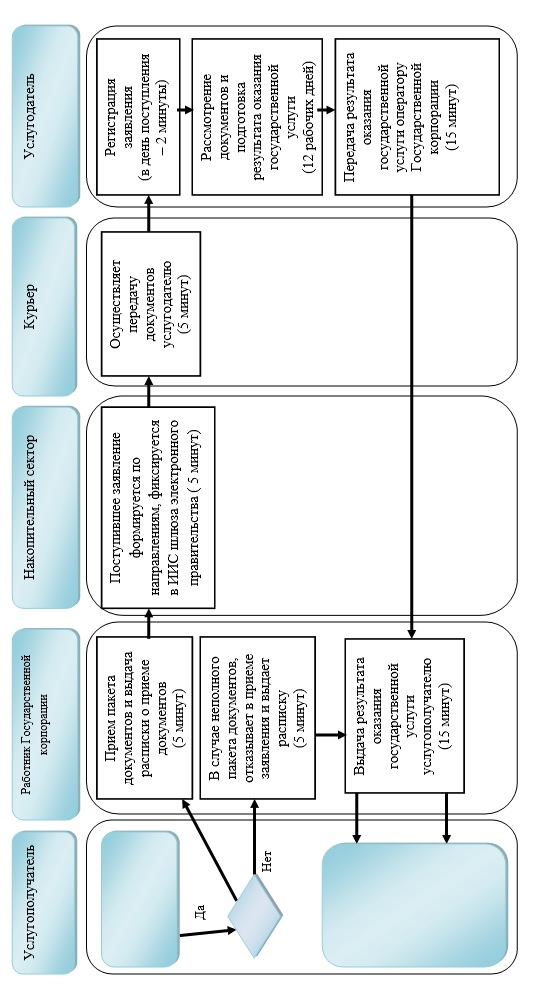 Услугополучатель
Работник Государственной
корпорации
Накопительный сектор
Курьер
Услугодатель
Да
Нет
Прием пакета
документов и выдача
расписки о приеме
документов
(5 минут)
В случае неполного
пакета документов,
отказывает в приеме
заявления и выдает
расписку
(5 минут)
Выдача результата
оказания
государственной
услуги
услугополучателю
(15 минут)
Поступившее заявление
формируется по
направлениям, фиксируется
в ИИС шлюза электронного
правительства ( 5 минут)
Осуществляет
передачу
документов
услугодателю
(5 минут)
Регистрация
заявления
(в день поступления
– 2 минуты)
Рассмотрение
документов и
подготовка
результата оказания
государственной
услуги
(12 рабочих дней)
Передача результата
оказания
государственной
услуги оператору
Государственной
корпорации
(15 минут)